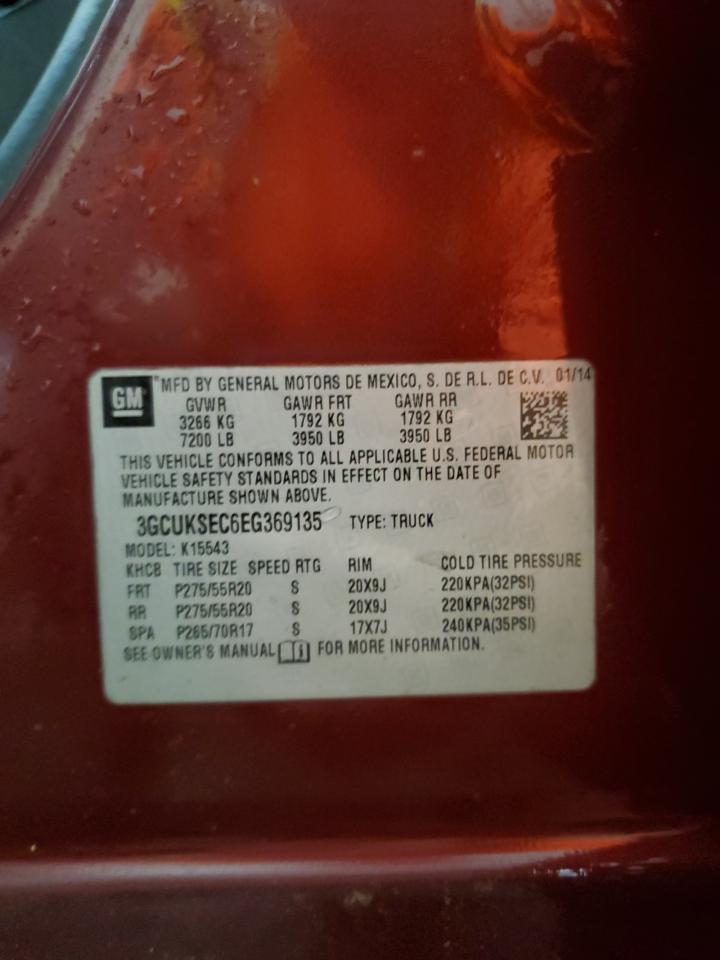 GM MFD BY GENERAL MOTORS DE MEXICO, S. DE R.L. DE C.V. 01/14
GVWR GAWR FRT GAWR RR
3266 KG 1792 KG 1792 KG
7200 LB 3950 LB 3950 LB
THIS VEHICLE CONFORMS TO ALL APPLICABLE U.S. FEDERAL MOTOR
VEHICLE SAFETY STANDARDS IN EFFECT ON THE DATE OF
MANUFACTURE SHOWN ABOVE.
3GCUKSEC6EG369135 TYPE: TRUCK
MODEL: K15543
KHCB TIRE SIZE SPEED RTG RIM COLD TIRE PRESSURE
FRT P275/55R20 S 20X9J 220KPA(32PSI)
RR P275/55R20 S 20X9J 220KPA(32PSI)
SPA P265/70R17 S 17X7J 240KPA(35PSI)
SEE OWNER'S MANUAL FOR MORE INFORMATION.